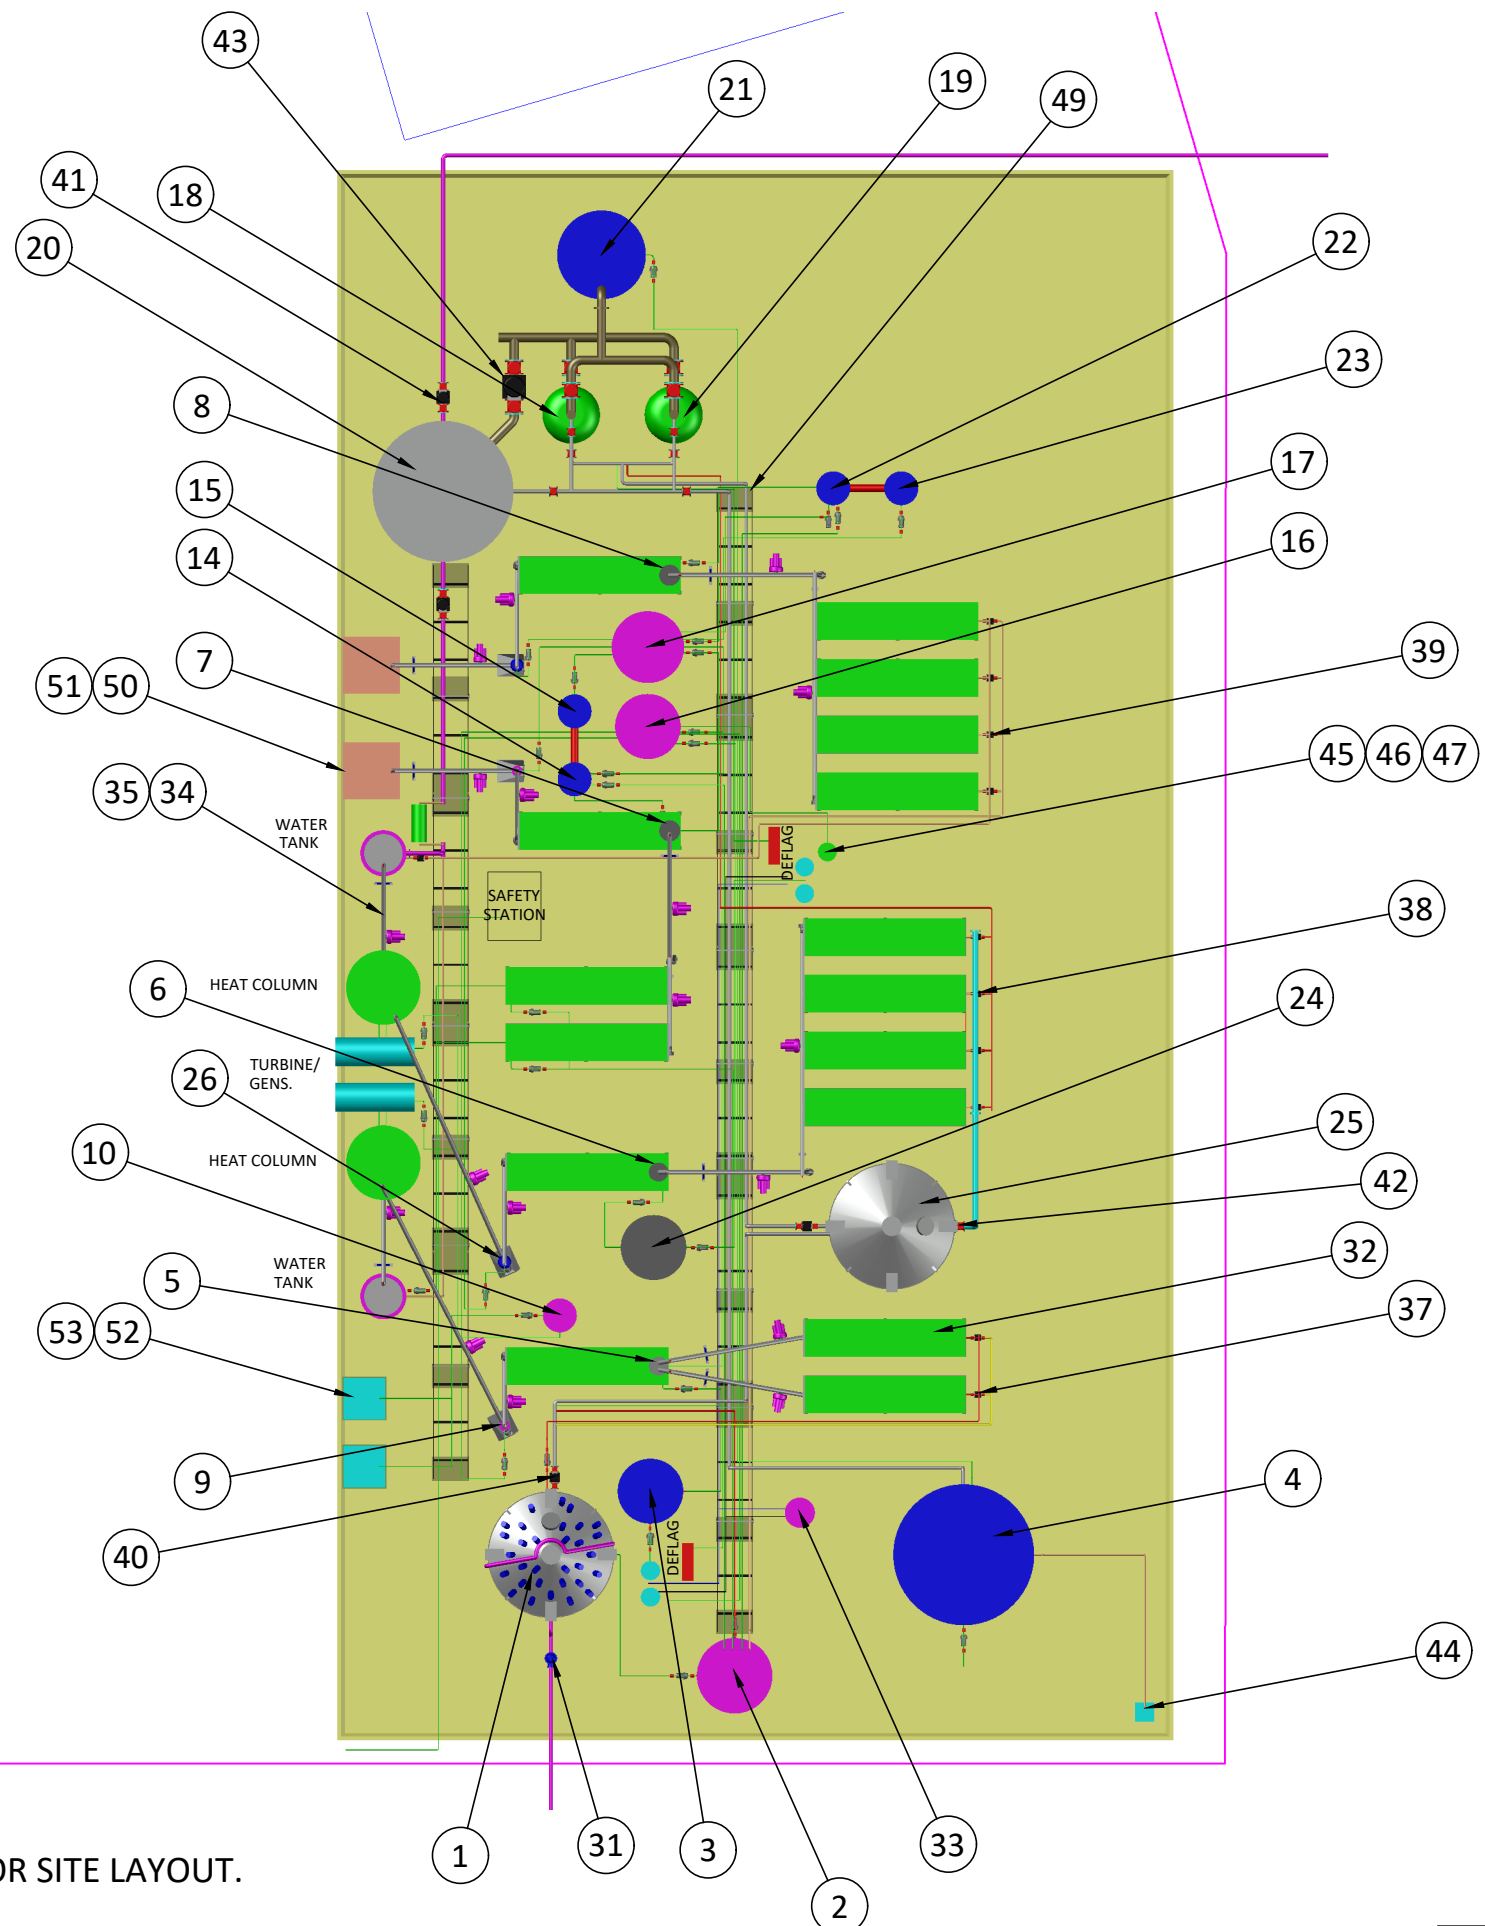 43
21
19
49
41
18
20
22
23
8
15
17
14
16
7
51 50
39
45 46 47
35 34
WATER
TANK
DEFLAG
SAFETY
STATION
38
6
HEAT COLUMN
24
TURBINE/
GENS.
26
25
10
HEAT COLUMN
42
5
WATER
TANK
32
37
53 52
9
4
40
DEFLAG
44
1
31
3
33
2
OR SITE LAYOUT.